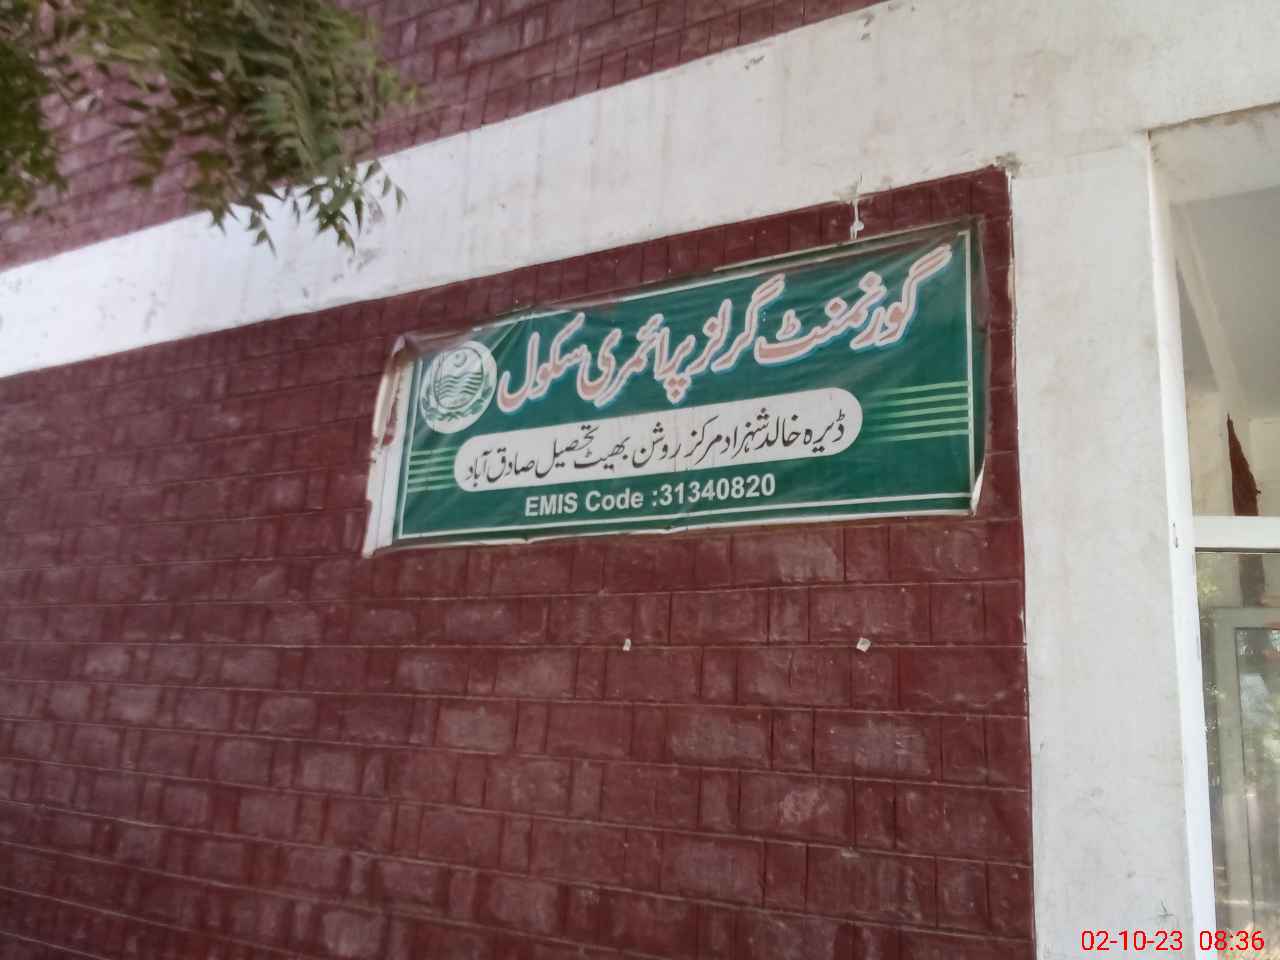 گورنمنٹ گرلز پرائمری سکول
ڈیرہ خالد شہزاد مرکز روشن بھیٹ تحصیل صادق آباد
EMIS Code :31340820
02-10-23 08:36